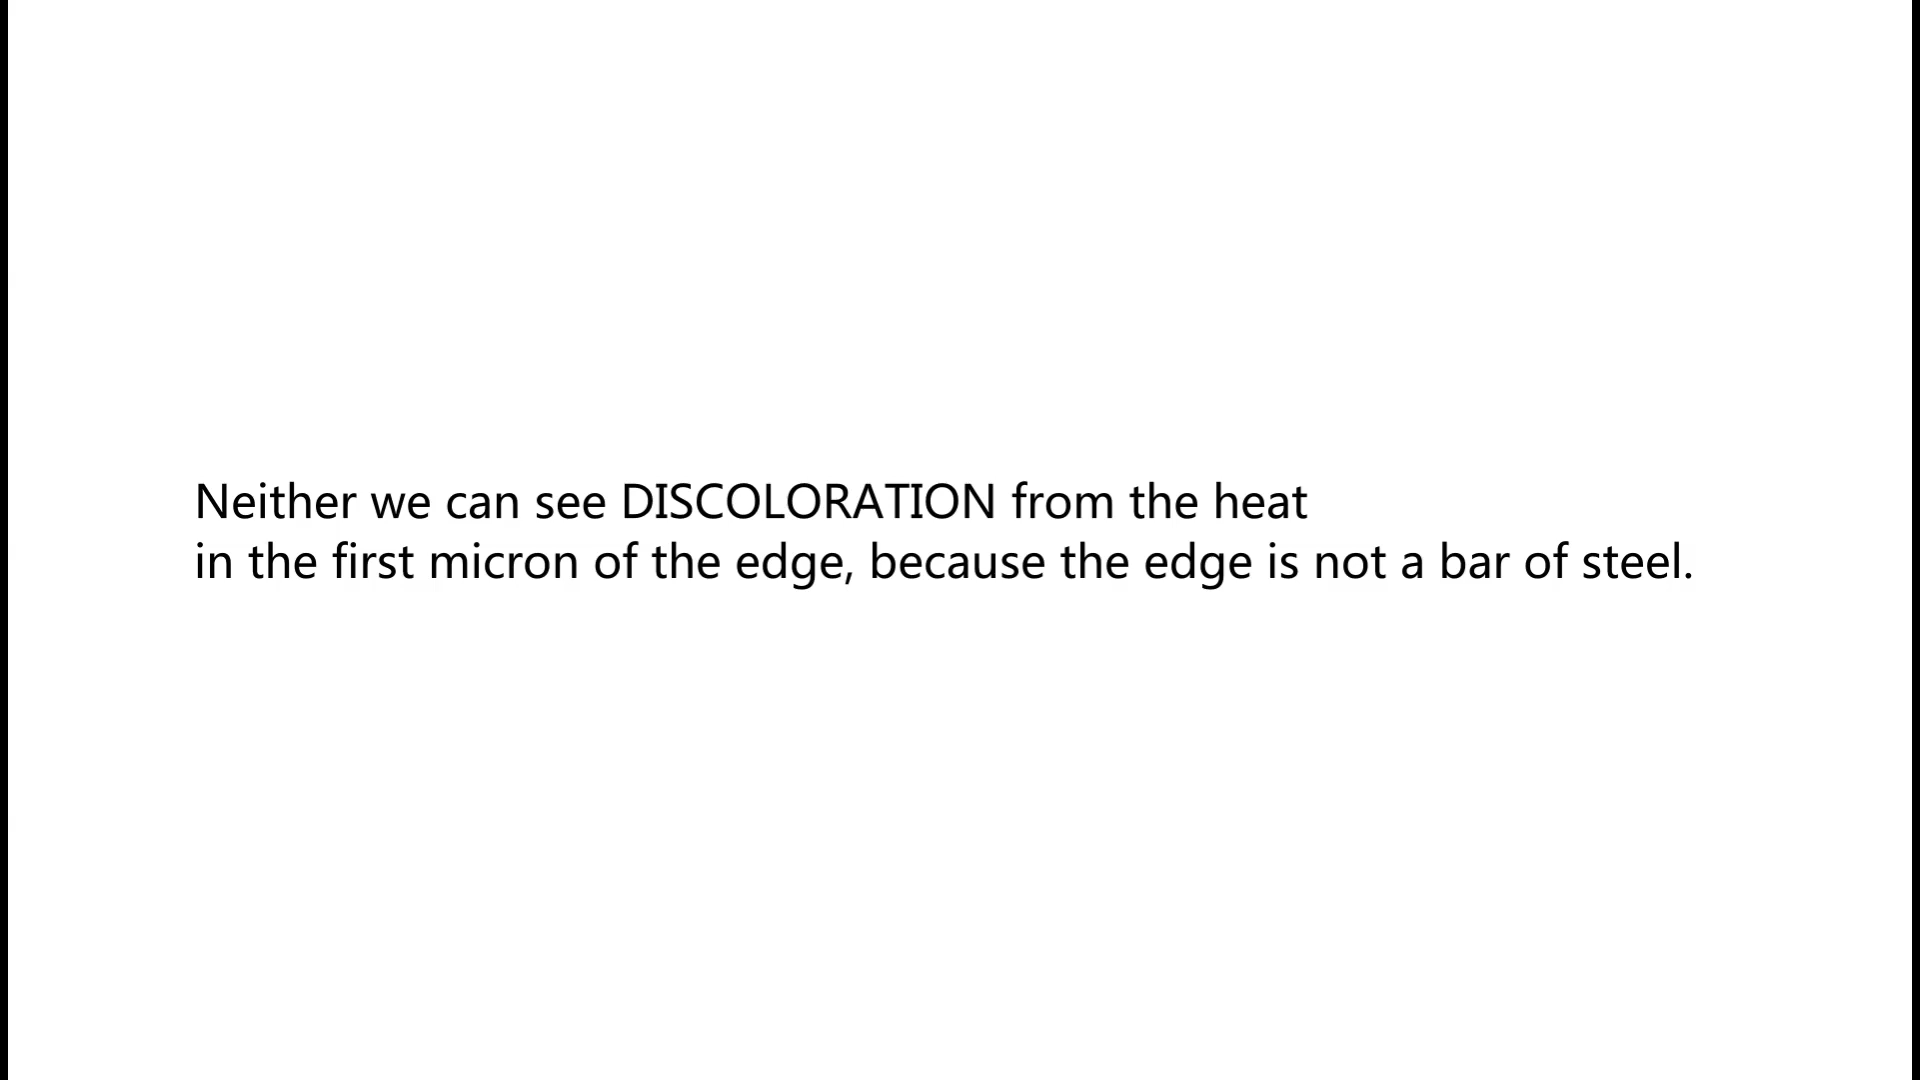 Neither we can see DISCOLORATION from the heat
in the first micron of the edge, because the edge is not a bar of steel.